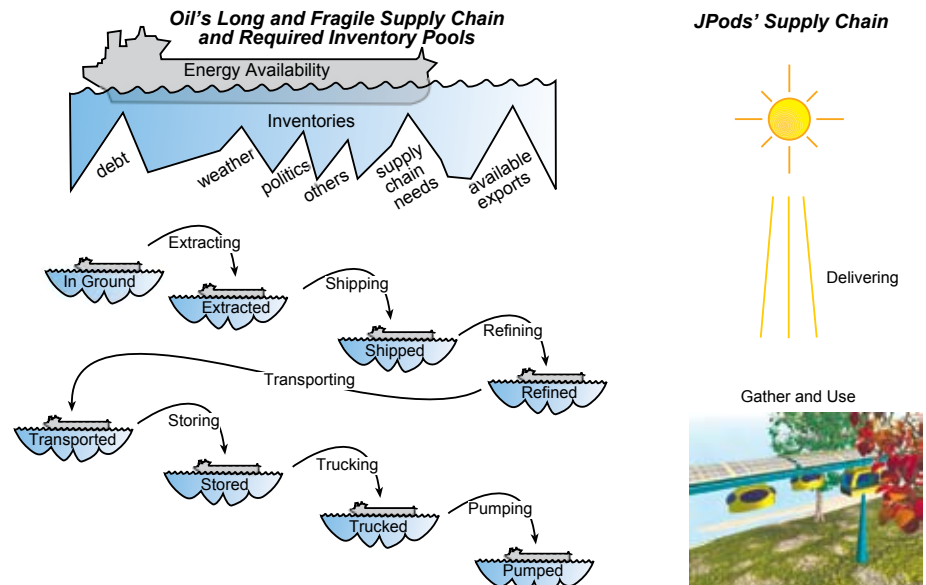 Oil's Long and Fragile Supply Chain
and Required Inventory Pools
Energy Availability
Inventories
debt
weather
politics
others
supply
chain
needs
available
exports
Extracting
In Ground
Extracted
Shipping
Shipped
Refining
Refined
Transporting
Transported
Storing
Stored
Trucking
Trucked
Pumping
Pumped
JPods' Supply Chain
Delivering
Gather and Use